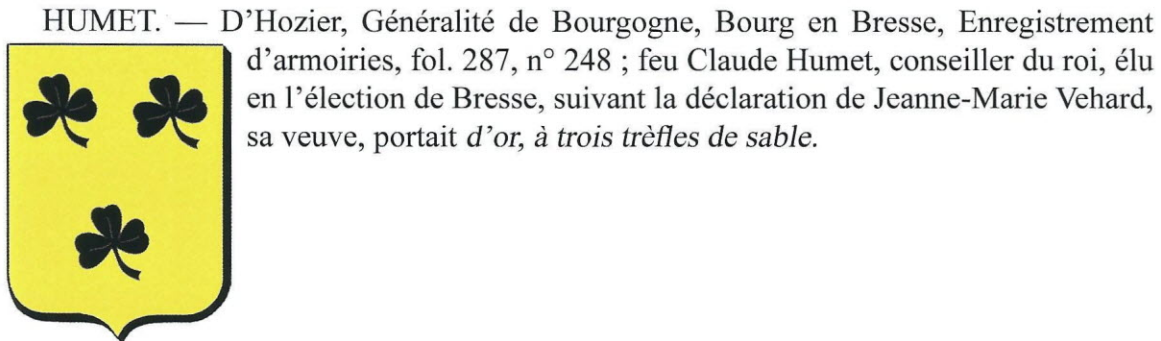 HUMET. — D’Hozier, Généralité de Bourgogne, Bourg en Bresse, Enregistrement
d’armoiries, fol. 287, n° 248 ; feu Claude Humet, conseiller du roi, élu
en l’élection de Bresse, suivant la déclaration de Jeanne-Marie Vehard,
sa veuve, portait d’or, à trois trèfles de sable.